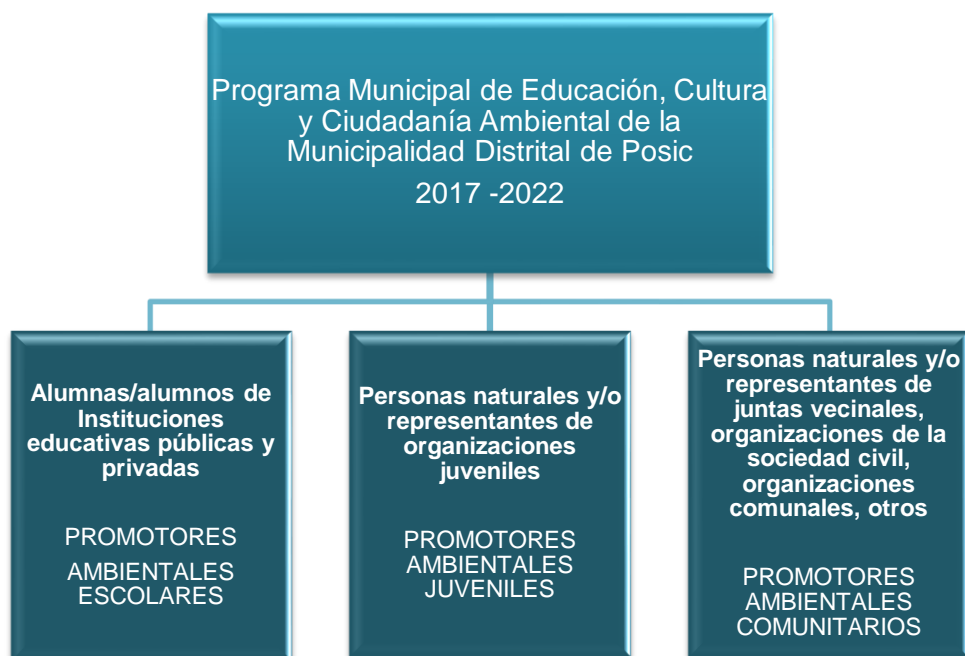 Programa Municipal de Educación, Cultura
y Ciudadanía Ambiental de la
Municipalidad Distrital de Posic
2017 -2022
Alumnas/alumnos de
Instituciones
educativas públicas y
privadas
PROMOTORES
AMBIENTALES
ESCOLARES
Personas naturales y/o
representantes de
organizaciones
juveniles
PROMOTORES
AMBIENTALES
JUVENILES
Personas naturales y/o
representantes de
juntas vecinales,
organizaciones de la
sociedad civil,
organizaciones
comunales, otros
PROMOTORES
AMBIENTALES
COMUNITARIOS